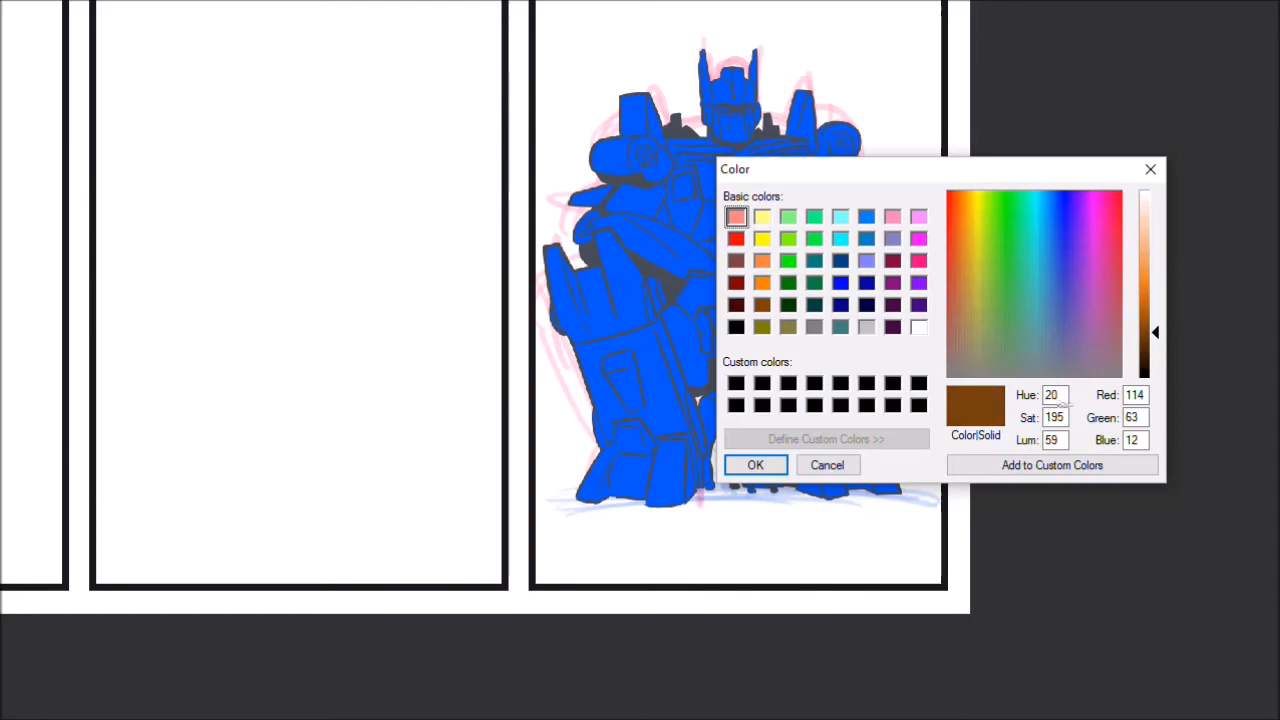 Color
Basic colors:
Custom colors:
Define Custom Colors >>
OK
Cancel
Color|Solid
Hue: 20
Sat: 195
Lum: 59
Red: 114
Green: 63
Blue: 12
Add to Custom Colors